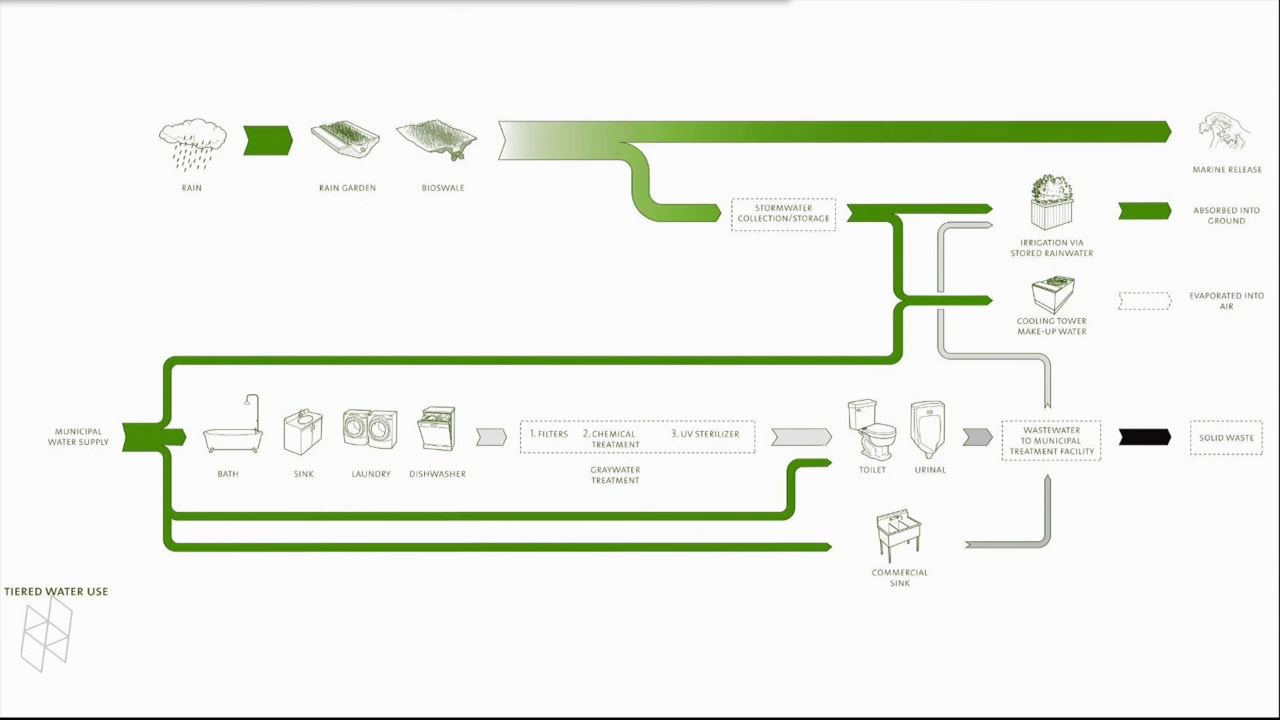 RAIN
RAIN GARDEN
BIOSWALE
MARINE RELEASE
STORMWATER
COLLECTION/STORAGE
IRRIGATION VIA
STORED RAINWATER
ABSORBED INTO
GROUND
COOLING TOWER
MAKE-UP WATER
EVAPORATED INTO
AIR
MUNICIPAL
WATER SUPPLY
BATH
SINK
LAUNDRY
DISHWASHER
1. FILTERS
2. CHEMICAL
TREATMENT
3. UV STERILIZER
GRAYWATER
TREATMENT
TOILET
URINAL
WASTEWATER
TO MUNICIPAL
TREATMENT FACILITY
SOLID WASTE
COMMERCIAL
SINK
TIERED WATER USE